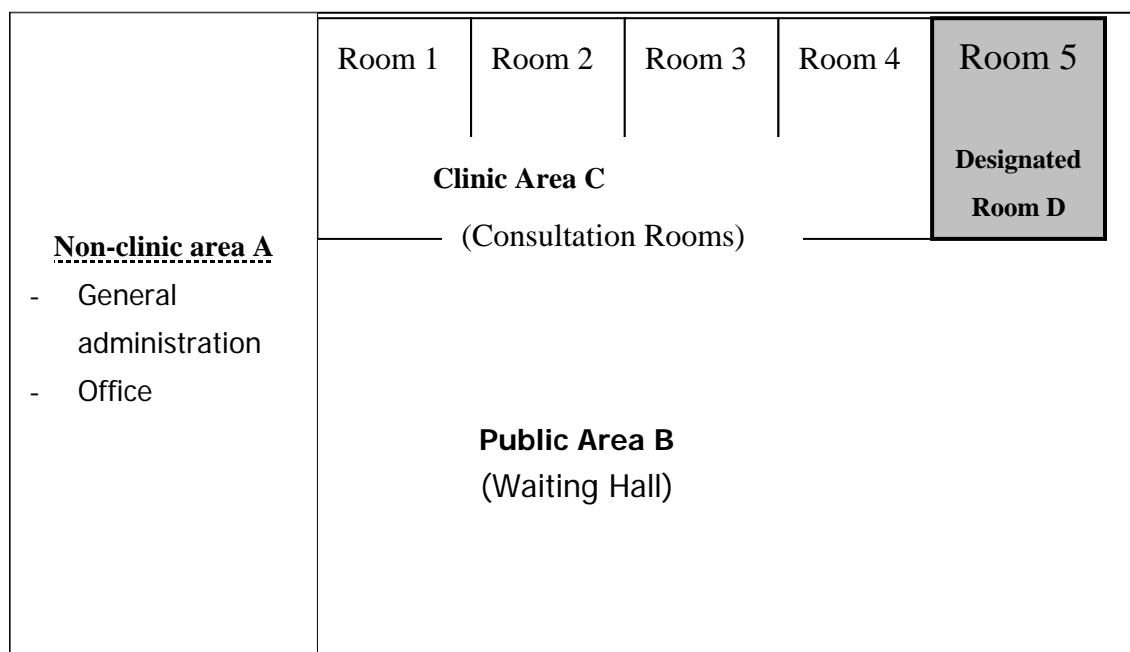 Room 1
Room 2
Room 3
Room 4
Room 5
Designated
Room D
Clinic Area C
(Consultation Rooms)
Non-clinic area A
- General
administration
- Office
Public Area B
(Waiting Hall)